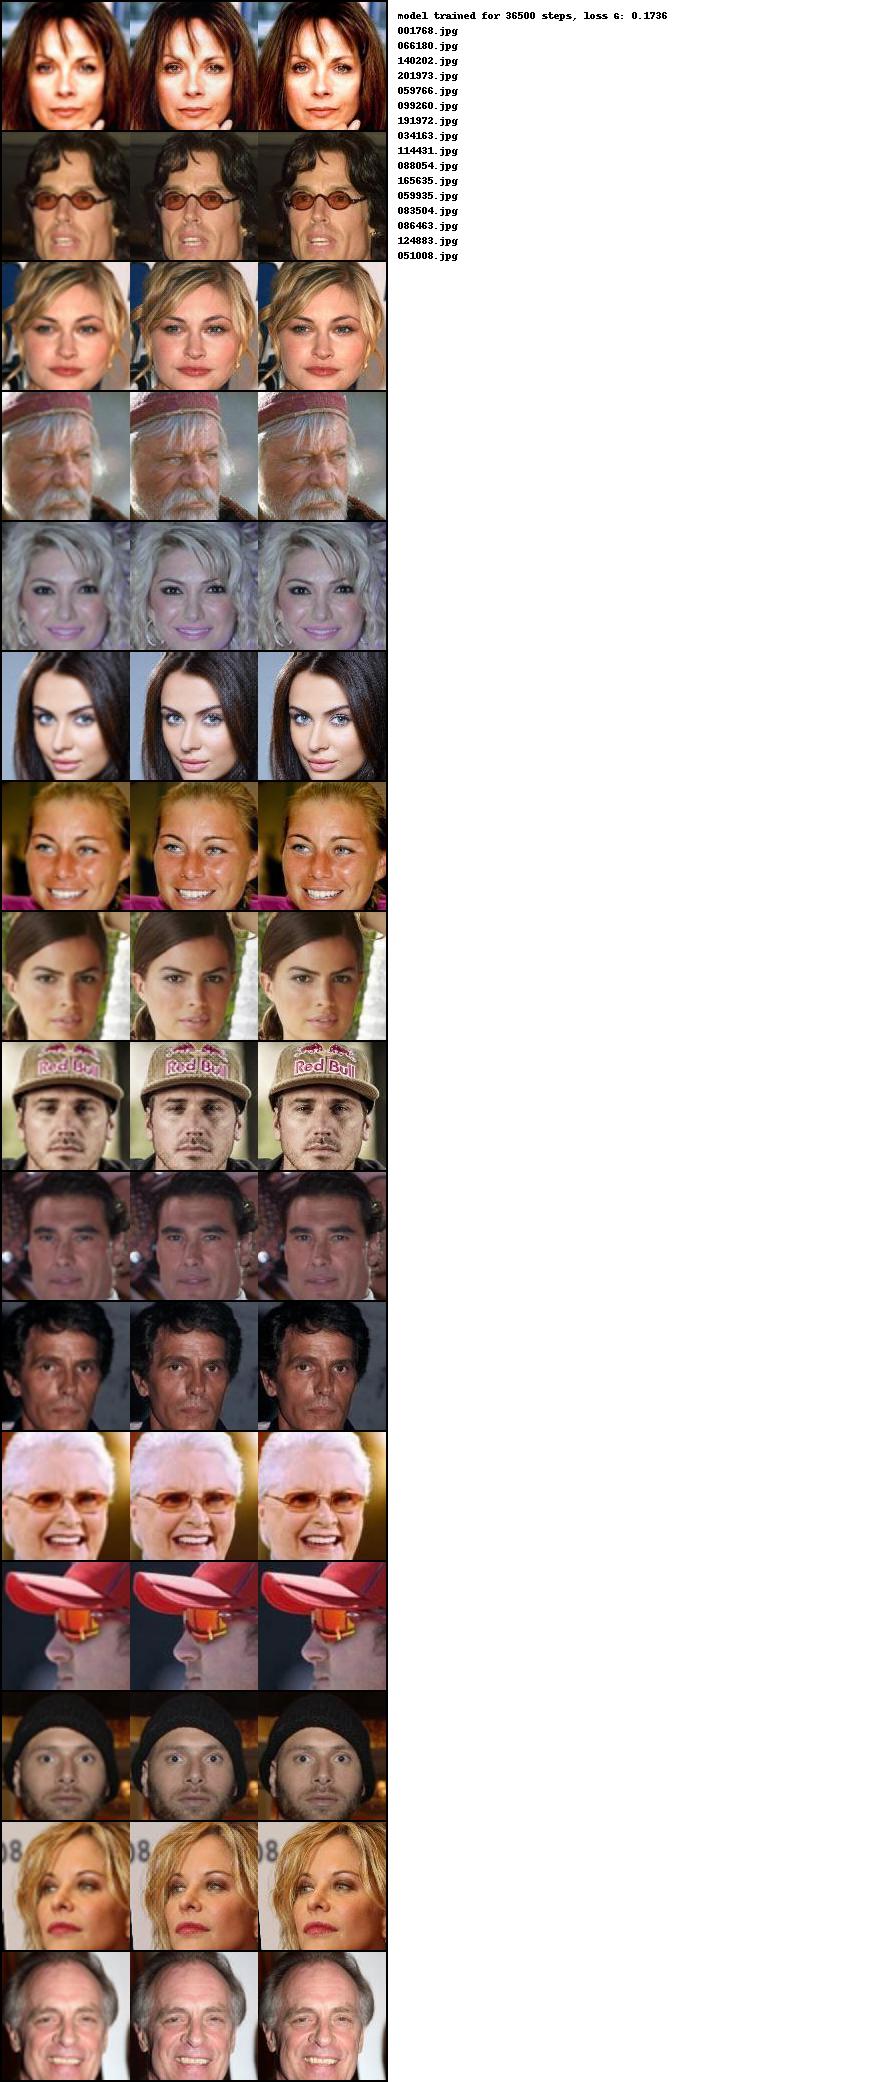 model trained for 36500 steps, loss G: 0.1736
001768.jpg
066180.jpg
140202.jpg
201973.jpg
059766.jpg
099260.jpg
191972.jpg
034163.jpg
114431.jpg
088054.jpg
165635.jpg
059935.jpg
083504.jpg
086463.jpg
124883.jpg
051008.jpg
Red Bull Red Bull Red Bull
08 08 08